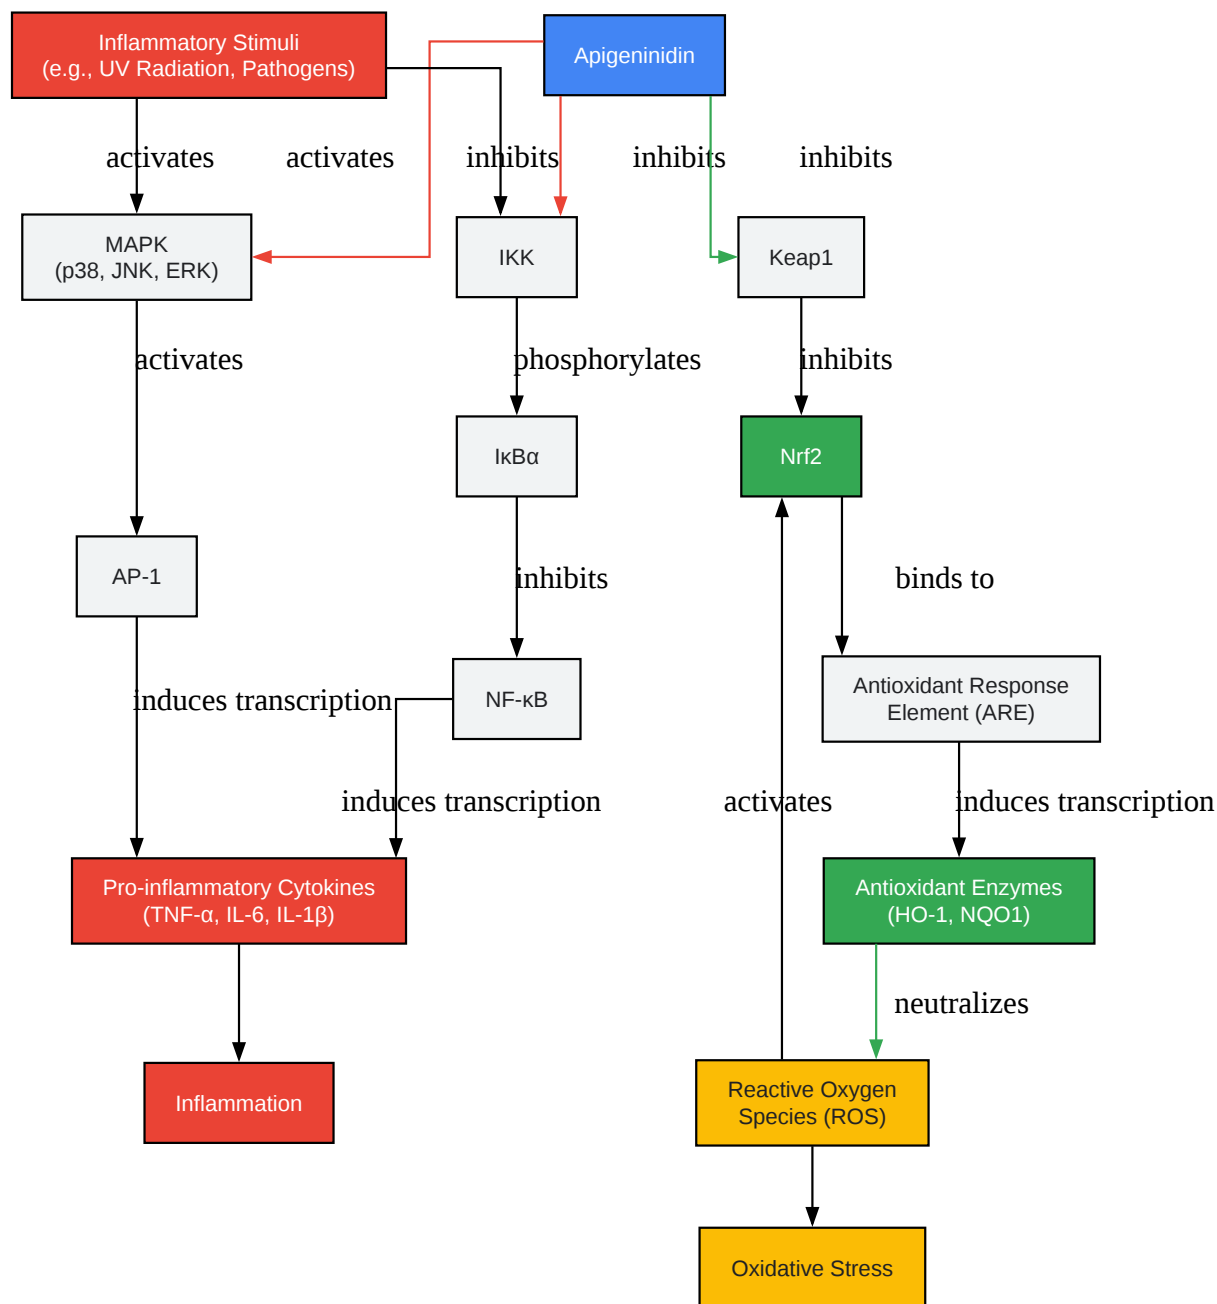 Inflammatory Stimuli
(e.g., UV Radiation, Pathogens)
Apigeninidin
activates
activates
inhibits
inhibits
inhibits
MAPK
(p38, JNK, ERK)
IKK
Keap1
activates
phosphorylates
inhibits
IκBα
Nrf2
AP-1
inhibits
binds to
induces transcription
NF-κB
Antioxidant Response
Element (ARE)
induces transcription
activates
induces transcription
Pro-inflammatory Cytokines
(TNF-α, IL-6, IL-1β)
Antioxidant Enzymes
(HO-1, NQO1)
neutralizes
Inflammation
Reactive Oxygen
Species (ROS)
Oxidative Stress